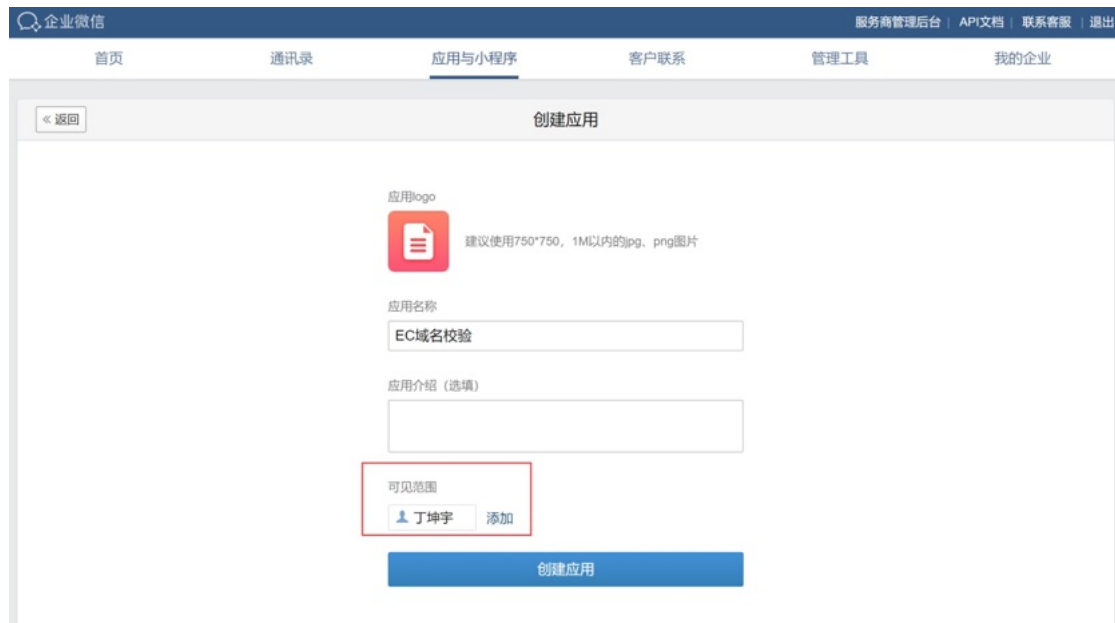 企业微信
服务商管理后台 | API文档 | 联系客服 | 退出
首页 通讯录 应用与小程序 客户联系 管理工具 我的企业
« 返回 创建应用
应用logo
建议使用750*750，1M以内的jpg、png图片
应用名称
EC域名校验
应用介绍（选填）
可见范围
丁坤宇 添加
创建应用